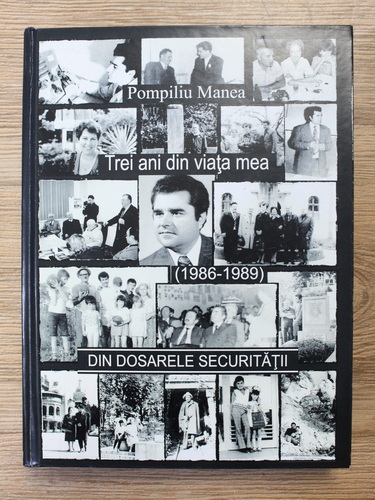 Pompiliu Manea
Trei ani din viaţa mea
(1986-1989)
DIN DOSARELE SECURITĂŢII